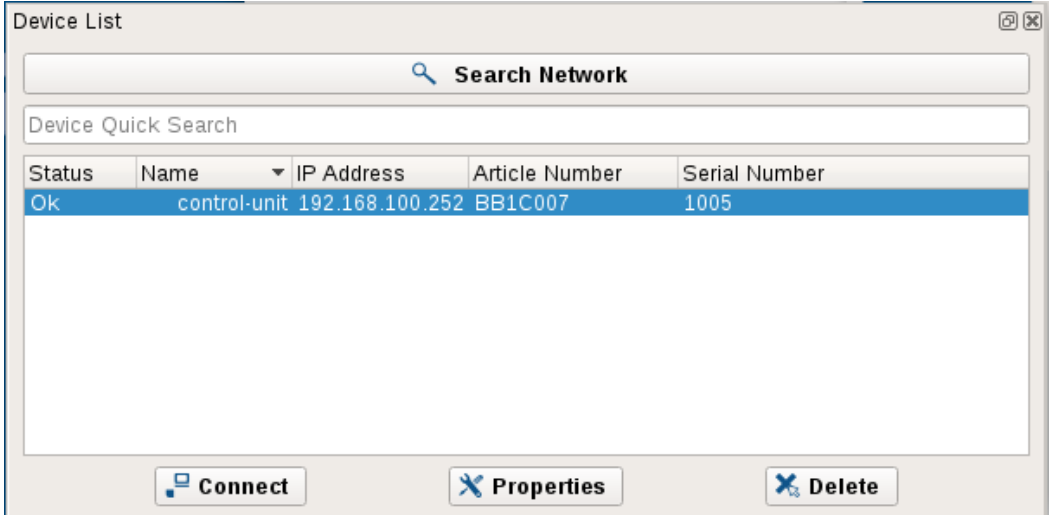 Device List
Search Network
Device Quick Search
Status Name IP Address Article Number Serial Number
Ok control-unit 192.168.100.252 BB1C007 1005
Connect Properties Delete